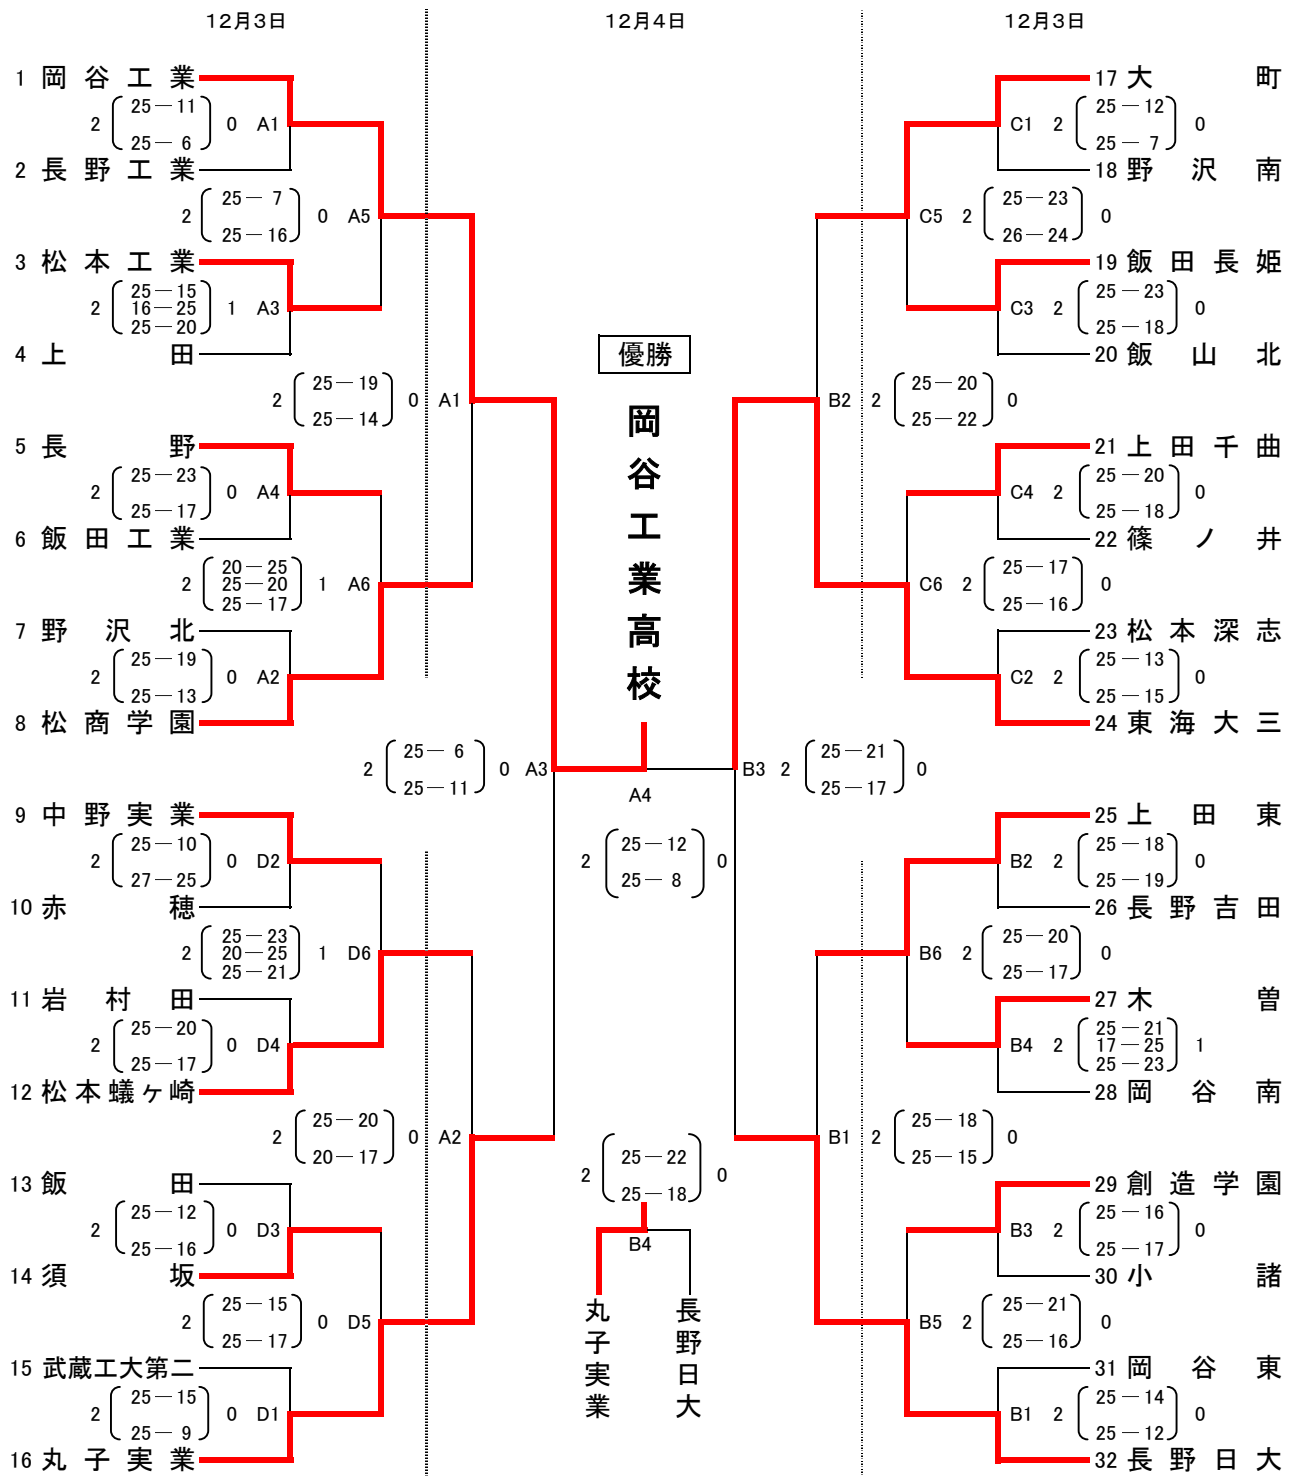 12月3日
12月4日
12月3日
1 岡谷工業
25－11
2 0 A1
25－6
2 長野工業
25－7
2 0 A5
25－16
3 松本工業
25－15
2 16－25 1 A3
25－20
4 上田
25－19
2 0 A1
25－14
5 長野
25－23
2 0 A4
25－17
6 飯田工業
20－25
2 25－20 1 A6
25－17
7 野沢北
25－19
2 0 A2
25－13
8 松商学園
25－6
2 0 A3
25－11
9 中野実業
25－10
2 0 D2
27－25
10 赤穂
25－23
2 20－25 1 D6
25－21
11 岩村田
25－20
2 0 D4
25－17
12 松本蟻ヶ崎
25－20
2 0 A2
20－17
13 飯田
25－12
2 0 D3
25－16
14 須坂
25－15
2 0 D5
25－17
15 武蔵工大第二
25－15
2 0 D1
25－9
16 丸子実業
優勝
岡谷工業高校
A4
25－12
2 0
25－8
25－22
2 0
25－18
B4
丸子実業
長野日大
17 大町
25－12
C1 2 0
25－7
18 野沢南
25－23
C5 2 0
26－24
19 飯田長姫
25－23
C3 2 0
25－18
20 飯山北
25－20
B2 2 0
25－22
21 上田千曲
25－20
C4 2 0
25－18
22 篠ノ井
25－17
C6 2 0
25－16
23 松本深志
25－13
C2 2 0
25－15
24 東海大三
25－21
B3 2 0
25－17
25 上田東
25－18
B2 2 0
25－19
26 長野吉田
25－20
B6 2 0
25－17
27 木曽
25－21
B4 2 17－25 1
25－23
28 岡谷南
25－18
B1 2 0
25－15
29 創造学園
25－16
B3 2 0
25－17
30 小諸
25－21
B5 2 0
25－16
31 岡谷東
25－14
B1 2 0
25－12
32 長野日大